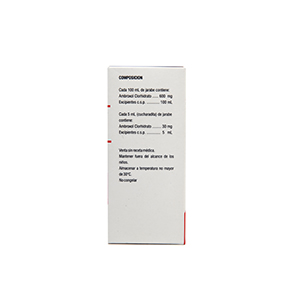 COMPOSICION
Cada 100 mL de jarabe contiene:
Ambroxol Clorhidrato ...... 600 mg
Excipientes c.s.p. ............ 100 mL
Cada 5 mL (cucharadita) de jarabe
contiene:
Ambroxol Clorhidrato ........ 30 mg
Excipientes c.s.p. .............. 5 mL
Venta sin receta médica.
Mantener fuera del alcance de los
niños.
Almacenar a temperatura no mayor
de 30°C.
No congelar